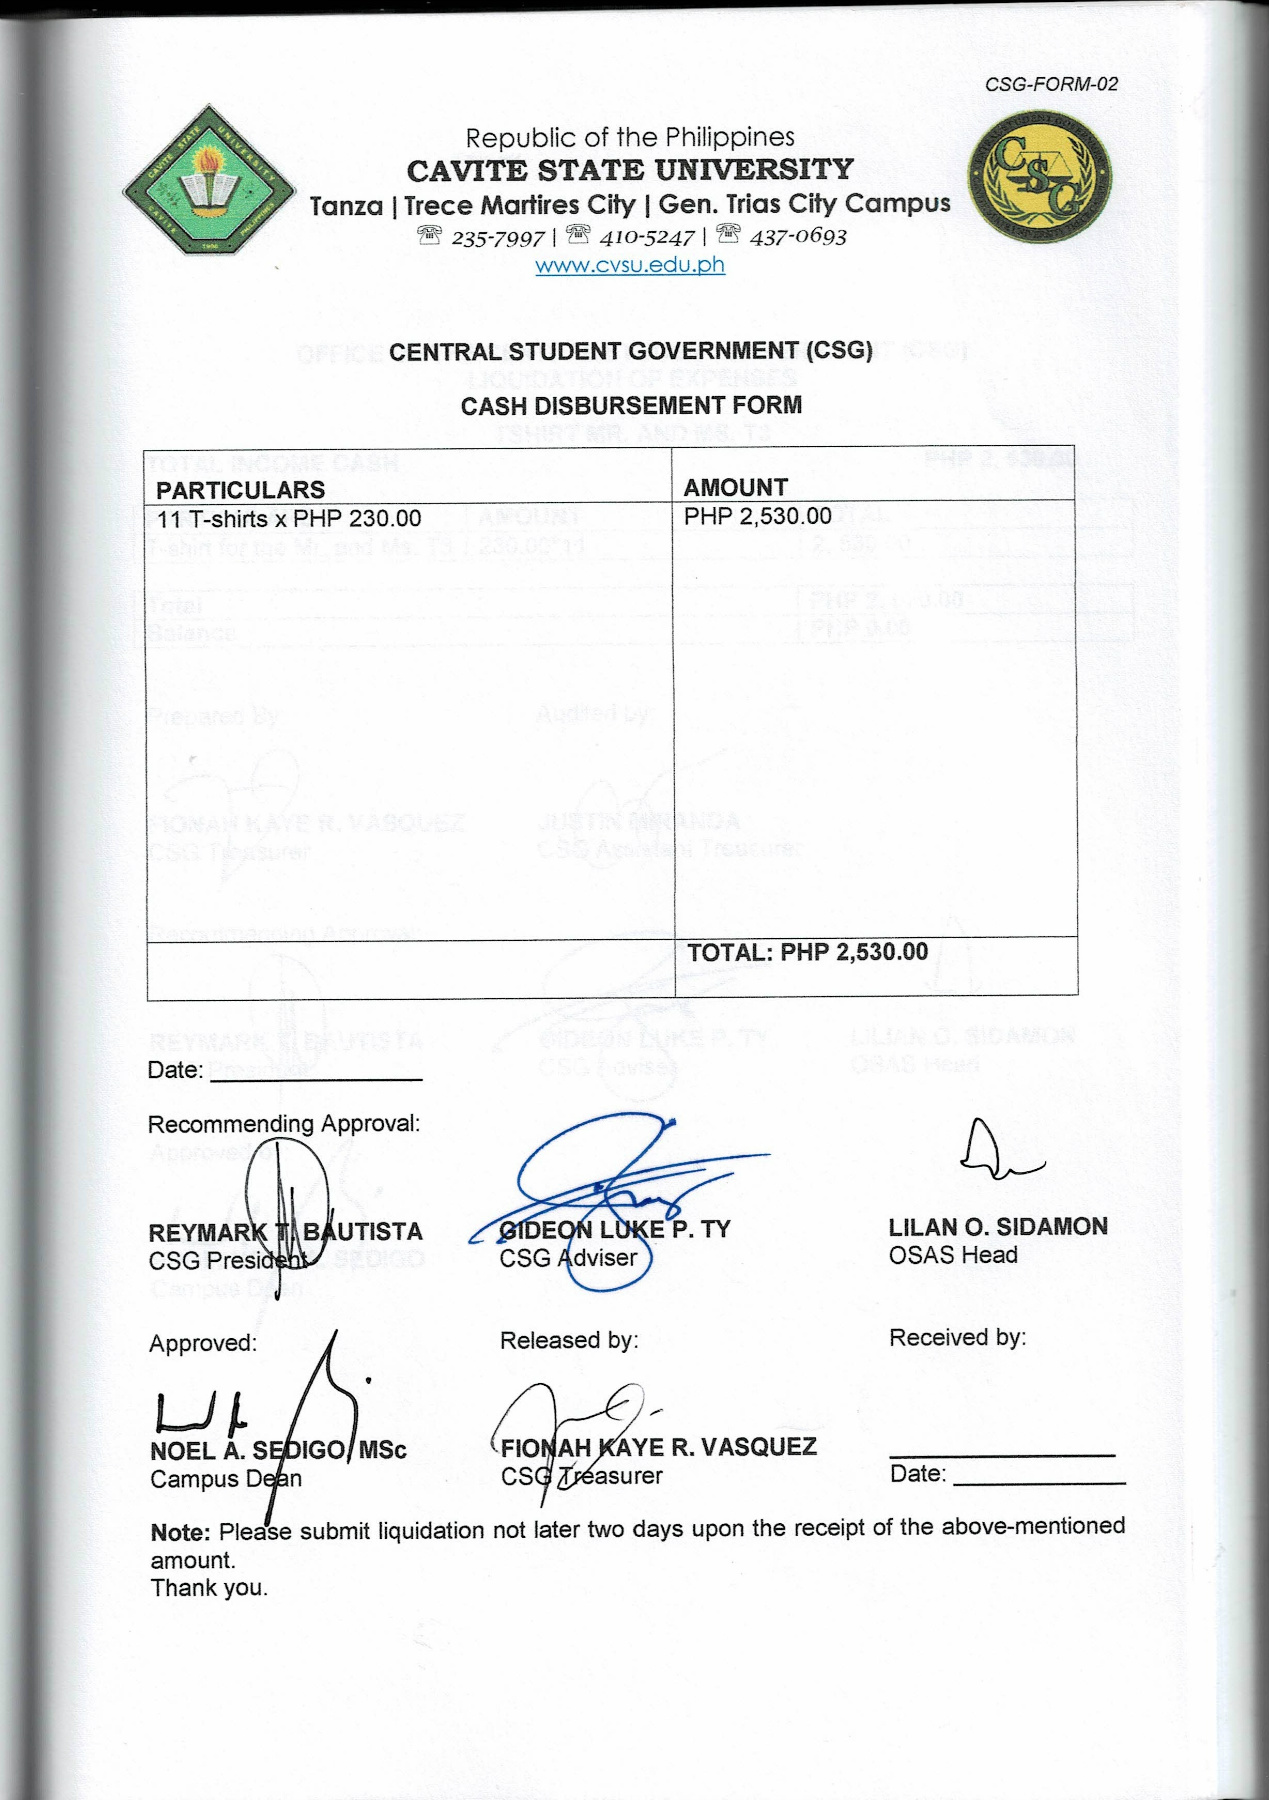 CSG-FORM-02
Republic of the Philippines
CAVITE STATE UNIVERSITY
Tanza | Trece Martires City | Gen. Trias City Campus
☏ 235-7997 | ☏ 410-5247 | ☏ 437-0693
www.cvsu.edu.ph
CENTRAL STUDENT GOVERNMENT (CSG)
CASH DISBURSEMENT FORM
PARTICULARS AMOUNT
11 T-shirts x PHP 230.00 PHP 2,530.00
TOTAL: PHP 2,530.00
Date:
Recommending Approval:
REYMARK T. BAUTISTA GIDEON LUKE P. TY LILAN O. SIDAMON
CSG President CSG Adviser OSAS Head
Approved: Released by: Received by:
NOEL A. SEDIGO, MSc FIONAH KAYE R. VASQUEZ
Campus Dean CSG Treasurer Date:
Note: Please submit liquidation not later two days upon the receipt of the above-mentioned
amount.
Thank you.